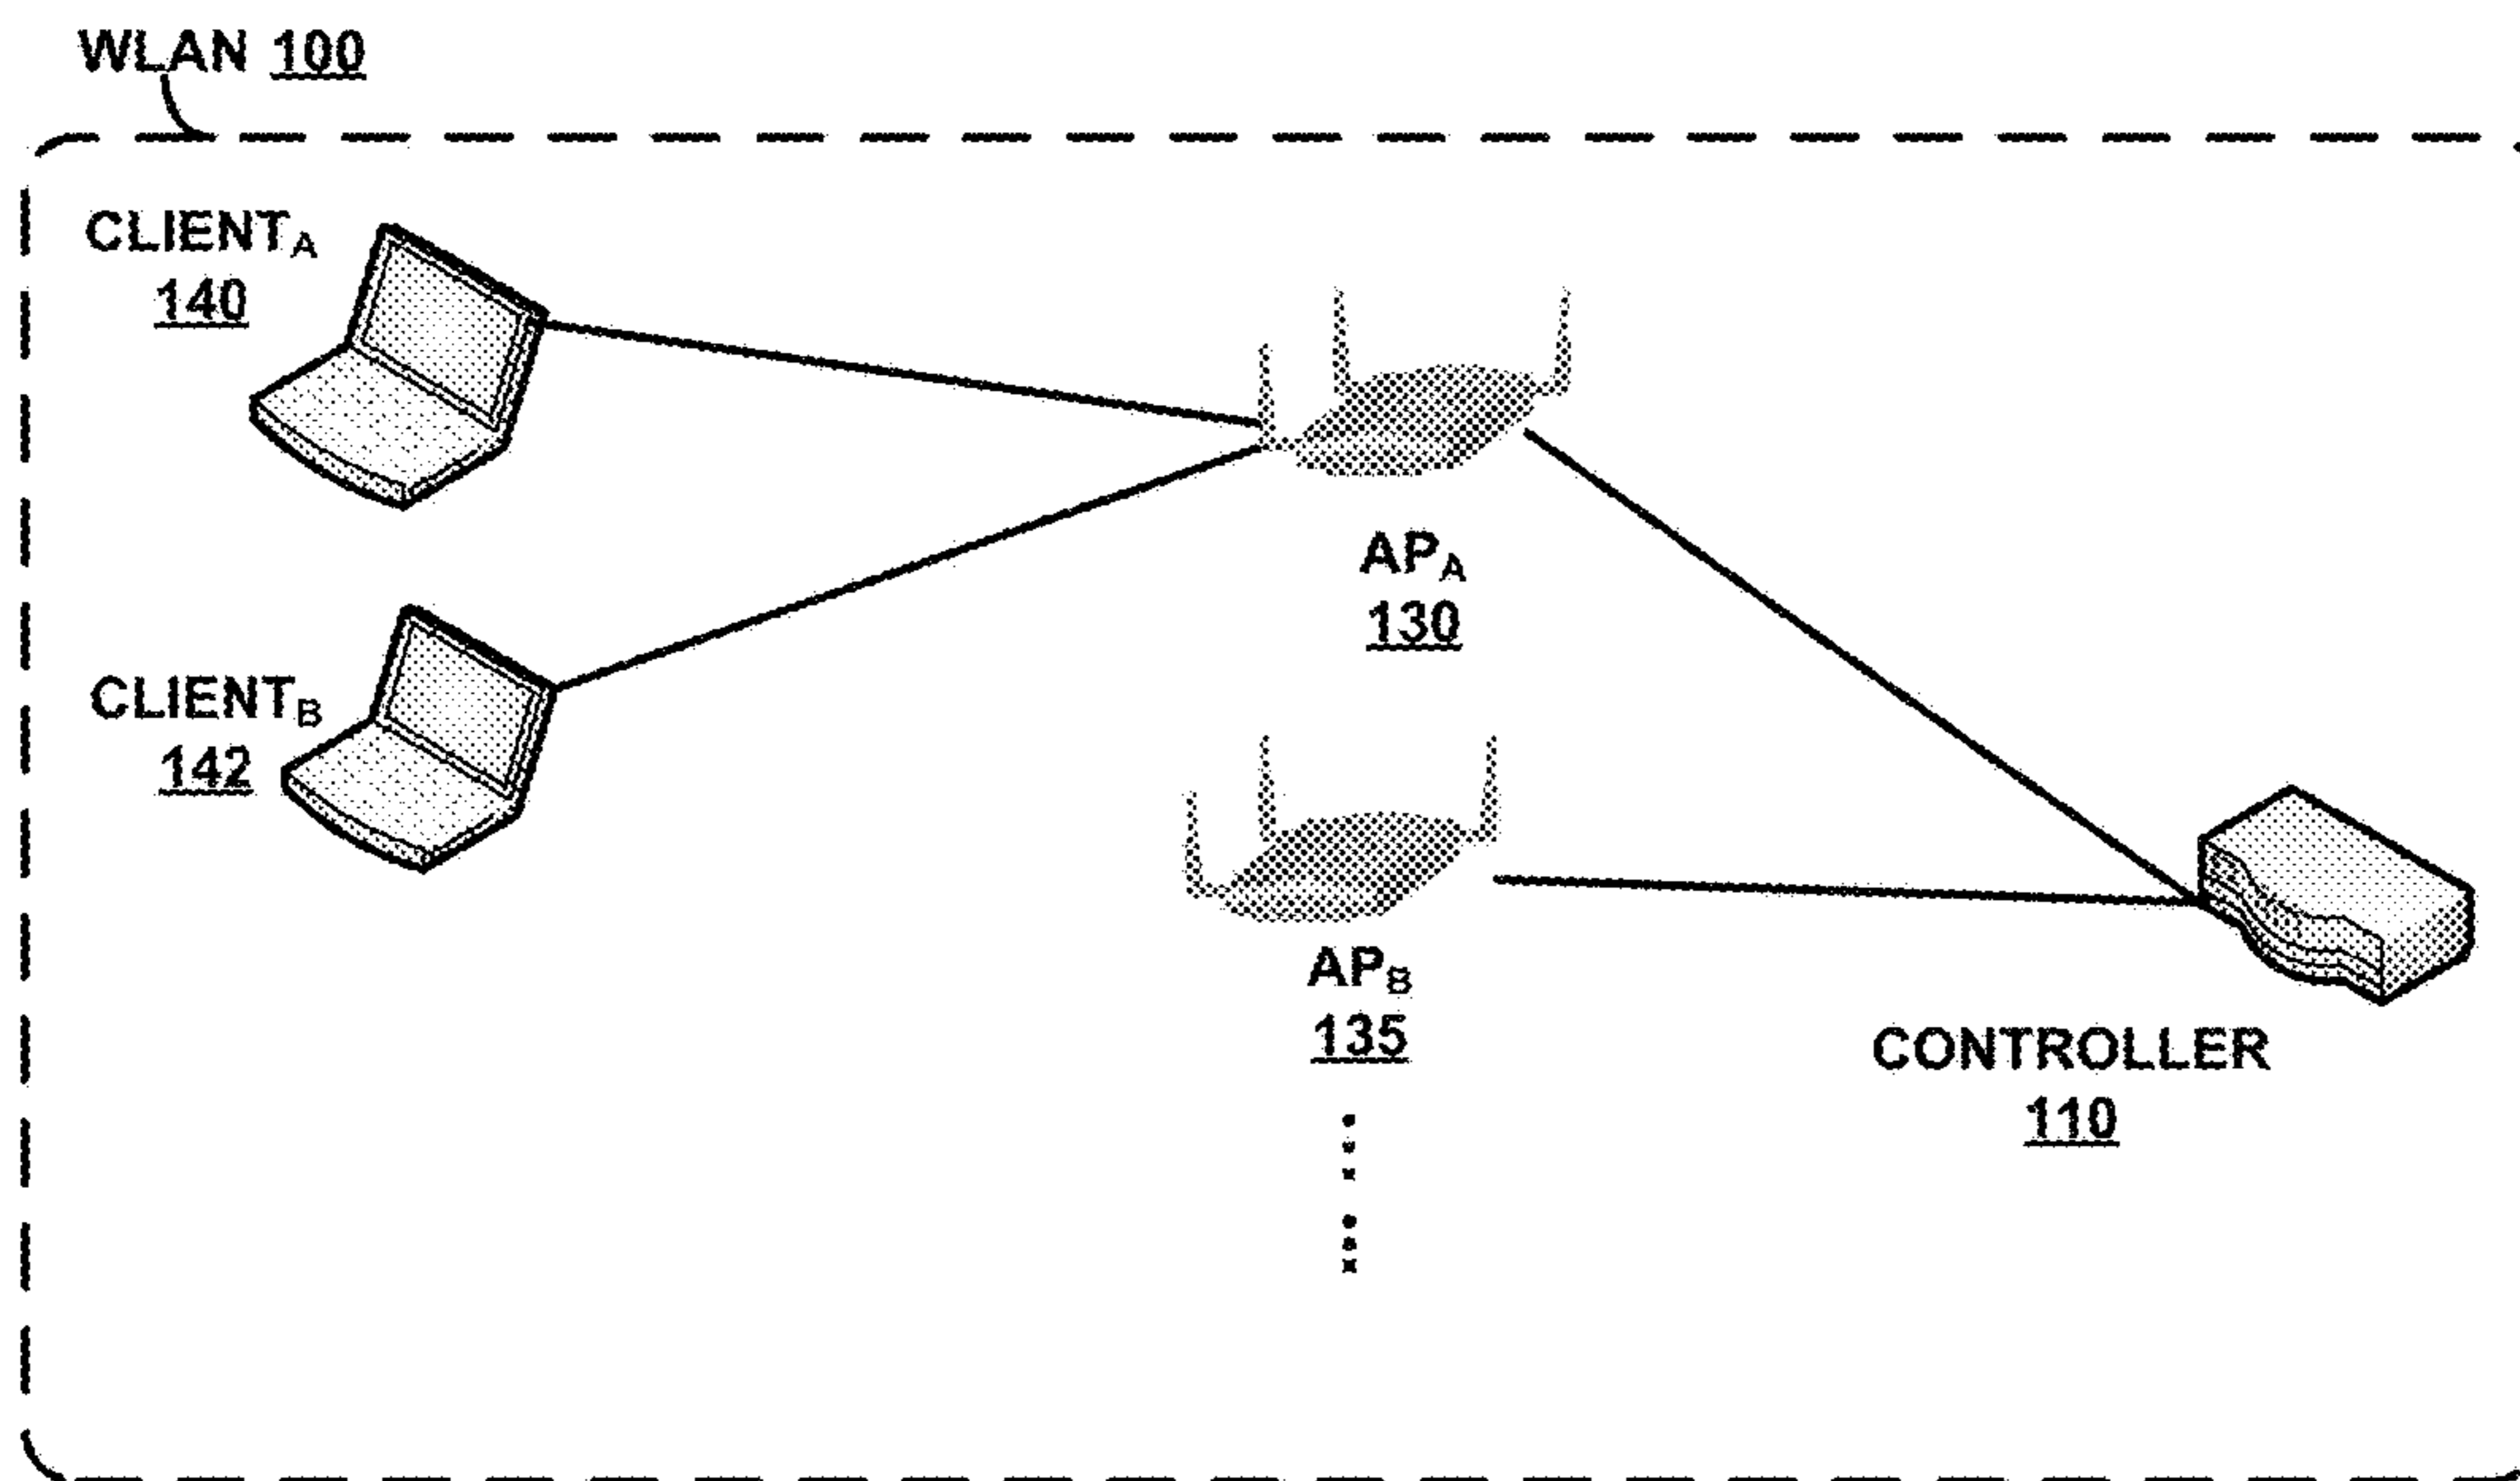 WLAN 100
CLIENTA
140
APA
130
CLIENTB
142
APB
135
CONTROLLER
110